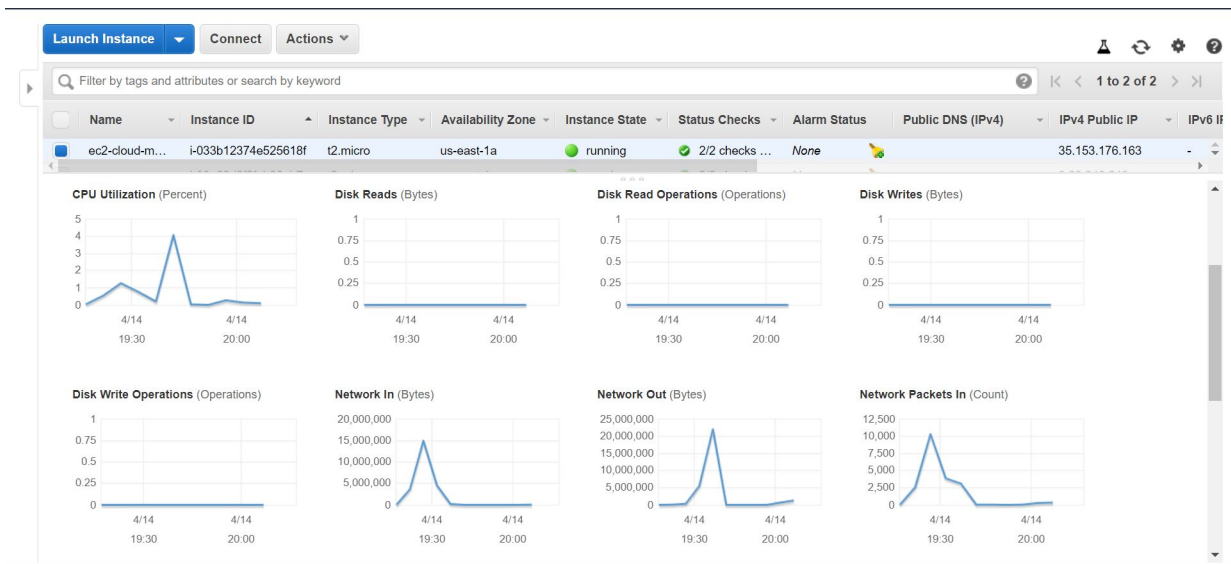 Launch Instance Connect Actions
Filter by tags and attributes or search by keyword 1 to 2 of 2
Name Instance ID Instance Type Availability Zone Instance State Status Checks Alarm Status Public DNS (IPv4) IPv4 Public IP IPv6 IP
ec2-cloud-m... i-033b12374e525618f t2.micro us-east-1a running 2/2 checks ... None 35.153.176.163 -
CPU Utilization (Percent) Disk Reads (Bytes) Disk Read Operations (Operations) Disk Writes (Bytes)
5 1 1 1
4 0.75 0.75 0.75
3 0.5 0.5 0.5
2 0.25 0.25 0.25
1
0 0 0 0
4/14 4/14 4/14 4/14 4/14 4/14 4/14 4/14
19:30 20:00 19:30 20:00 19:30 20:00 19:30 20:00
Disk Write Operations (Operations) Network In (Bytes) Network Out (Bytes) Network Packets In (Count)
1 20,000,000 25,000,000 12,500
0.75 15,000,000 20,000,000 10,000
0.5 10,000,000 15,000,000 7,500
0.25 5,000,000 10,000,000 5,000
5,000,000 2,500
0 0 0 0
4/14 4/14 4/14 4/14 4/14 4/14 4/14 4/14
19:30 20:00 19:30 20:00 19:30 20:00 19:30 20:00